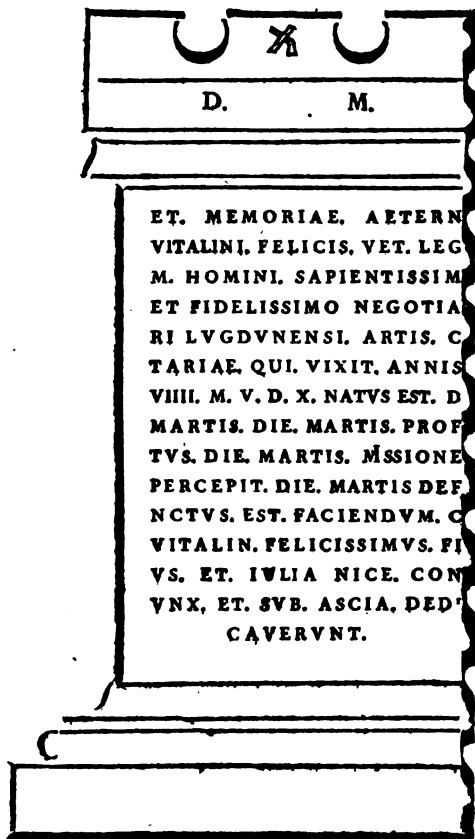 D. M.
ET. MEMORIAE. AETERN
VITALINI. FELICIS. VET. LEG
M. HOMINI. SAPIENTISSIM
ET FIDELISSIMO NEGOTIA
RI LVGDVNENSI. ARTIS. C
TARIAE. QUI. VIXIT. ANNIS
VIIII. M. V. D. X. NATVS EST. D
MARTIS. DIE. MARTIS. PROF
TVS. DIE. MARTIS. MSSIONE
PERCEPIT. DIE. MARTIS DEF
NCTVS. EST. FACIENDVM. C
VITALIN. FELICISSIMVS. FI
VS. ET. IVLIA NICE. CON
VNX, ET. SVB. ASCIA. DED
CAVERVNT.